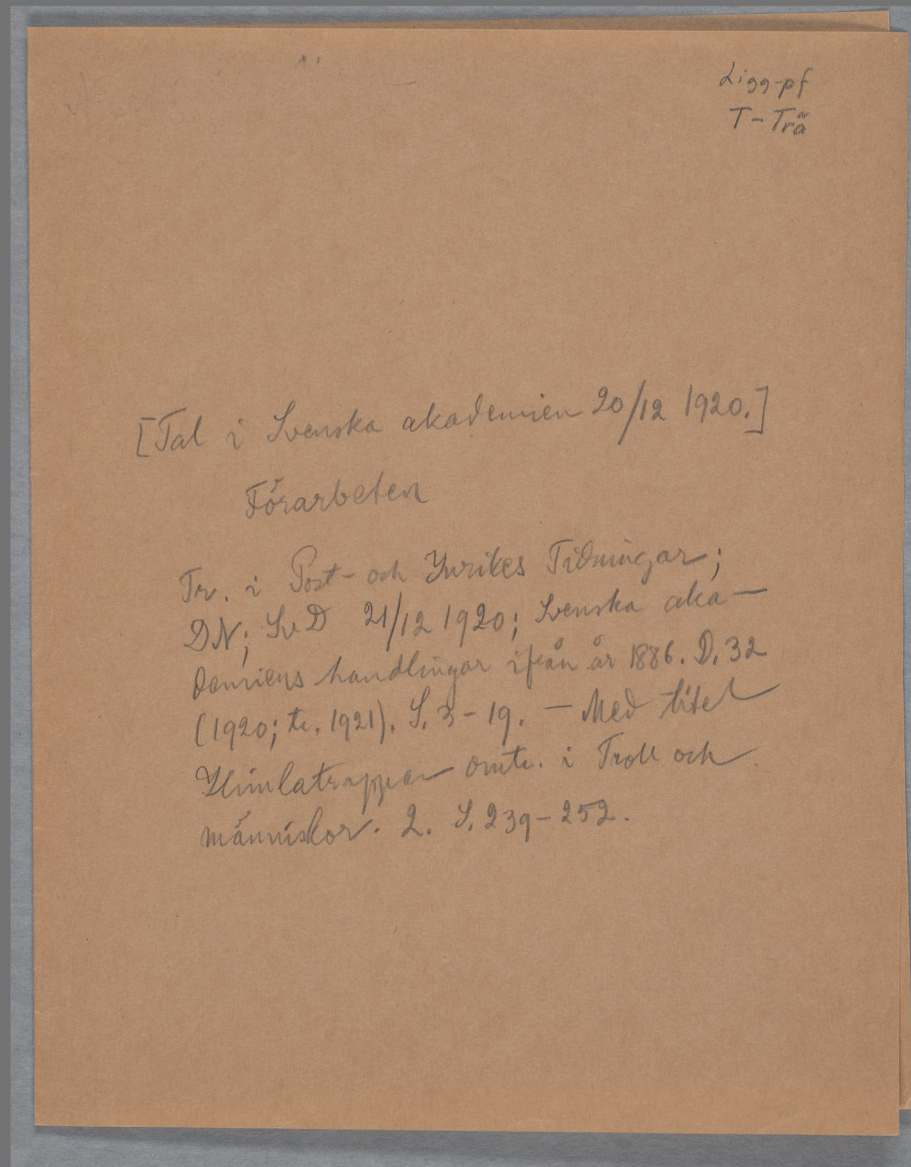 Ligg-pf
T-Trä
[Tal i Svenska akademien 20/12 1920.]
Förarbeten
Tr. i Post- och Inrikes Tidningar;
DN; SvD 21/12 1920; Svenska aka-
demiens handlingar ifrån år 1886. D. 32
(1920; tr. 1921). S. 3-19. - Med titel
Himlatrappan omtr. i Troll och
människor. 2. S. 239-252.